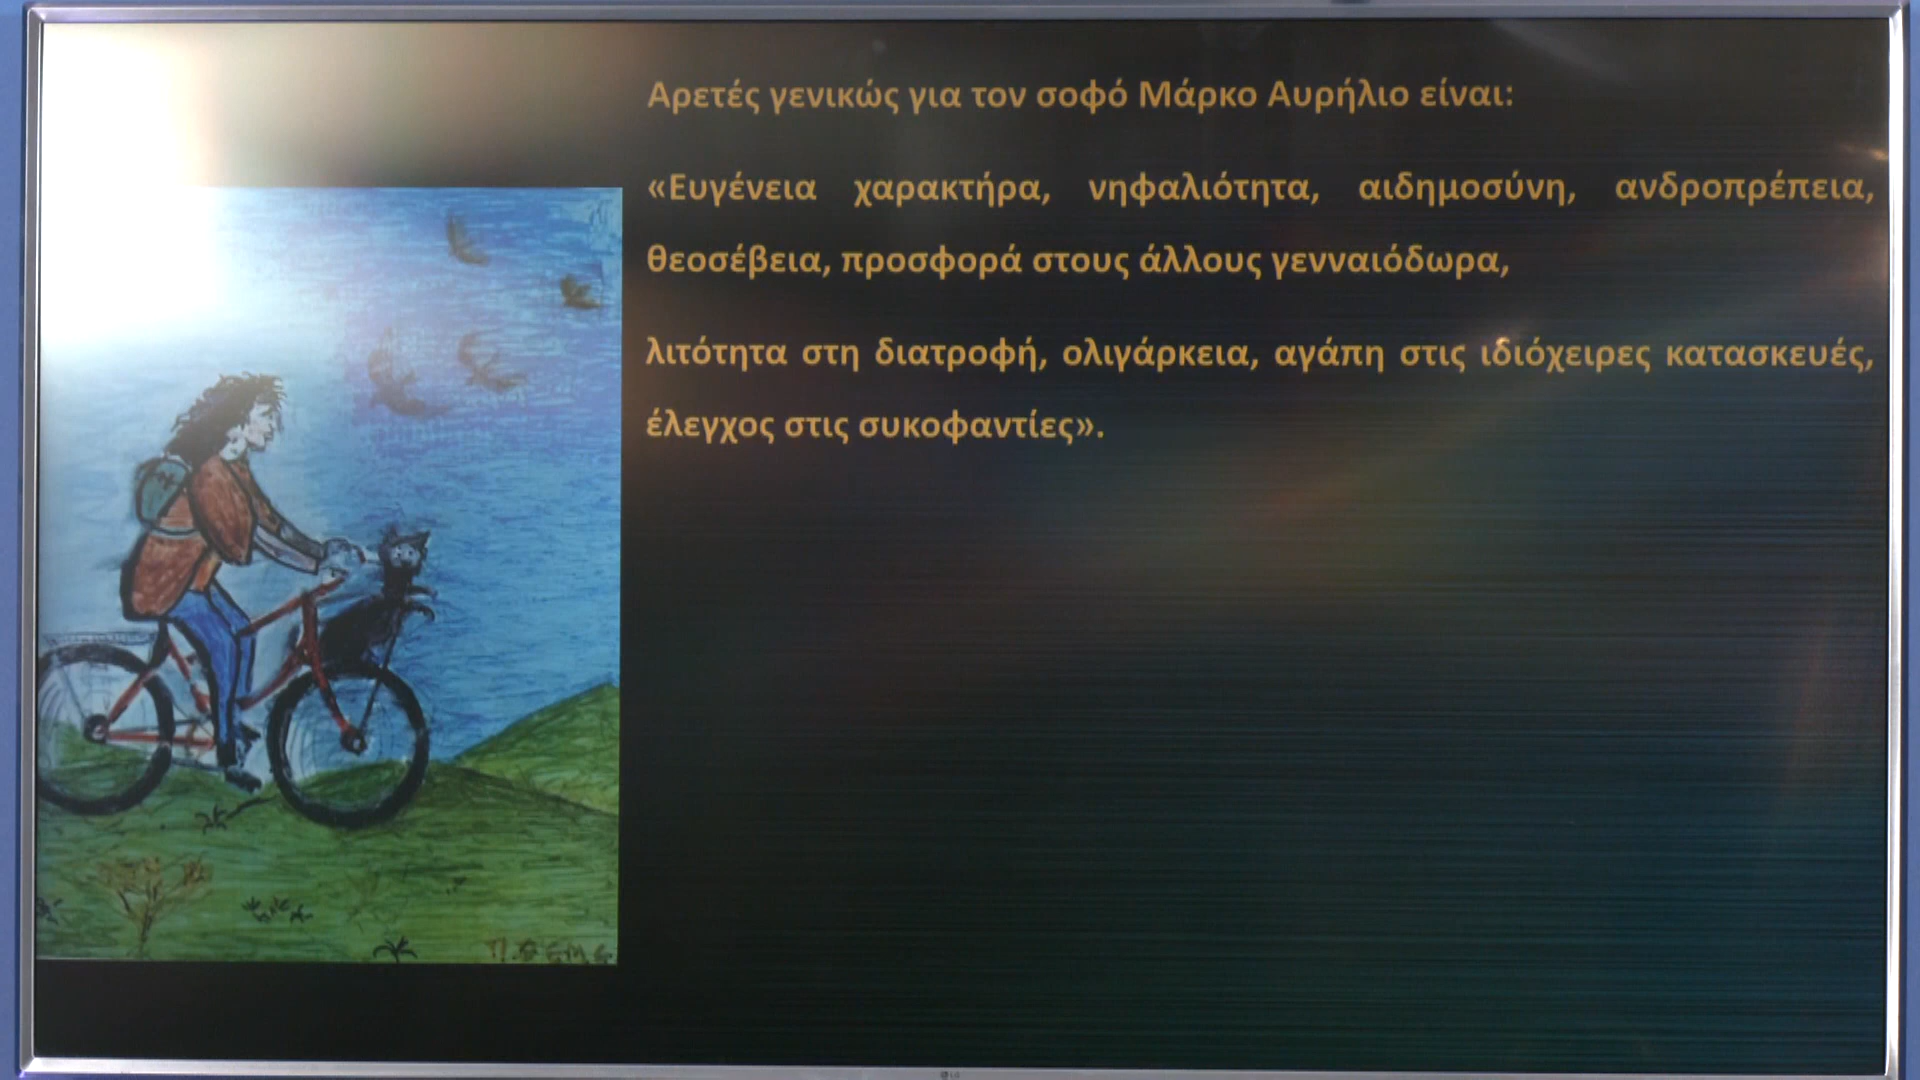 Αρετές γενικώς για τον σοφό Μάρκο Αυρήλιο είναι:
«Ευγένεια χαρακτήρα, νηφαλιότητα, αιδημοσύνη, ανδροπρέπεια,
θεοσέβεια, προσφορά στους άλλους γενναιόδωρα,
λιτότητα στη διατροφή, ολιγάρκεια, αγάπη στις ιδιόχειρες κατασκευές,
έλεγχος στις συκοφαντίες».
LG